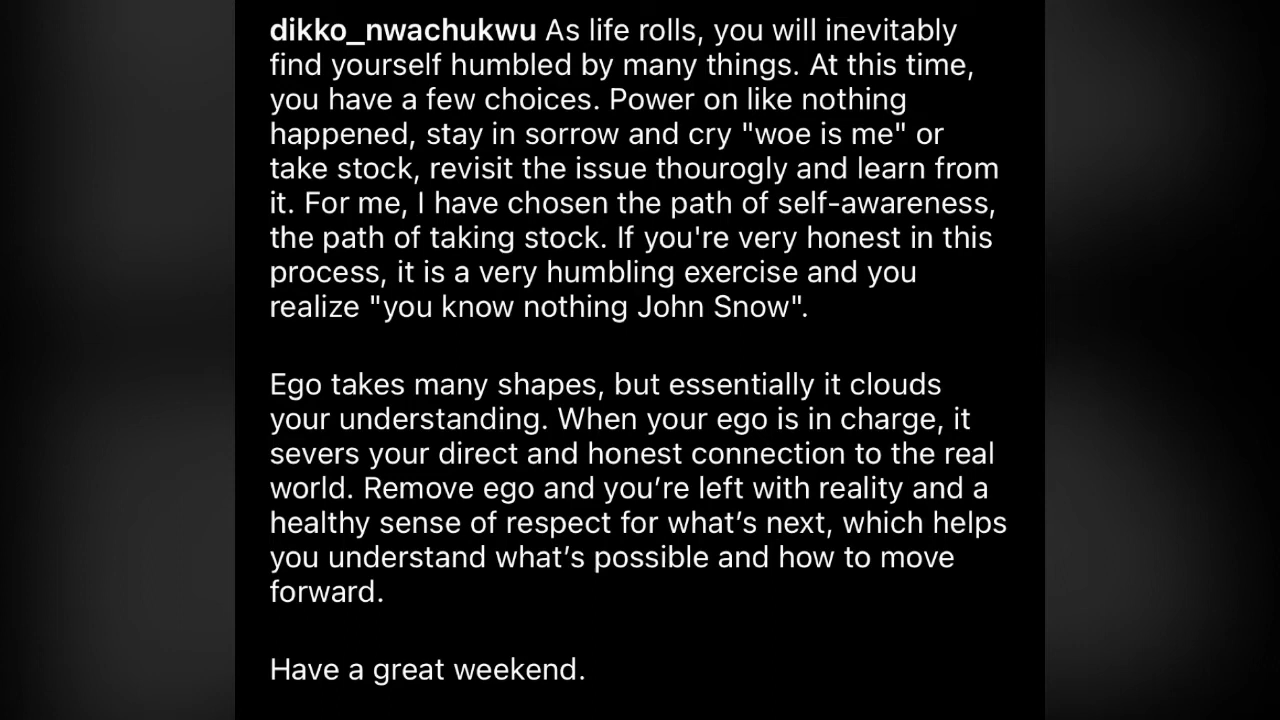 dikko_nwachukwu As life rolls, you will inevitably
find yourself humbled by many things. At this time,
you have a few choices. Power on like nothing
happened, stay in sorrow and cry "woe is me" or
take stock, revisit the issue thourogly and learn from
it. For me, I have chosen the path of self-awareness,
the path of taking stock. If you're very honest in this
process, it is a very humbling exercise and you
realize "you know nothing John Snow".
Ego takes many shapes, but essentially it clouds
your understanding. When your ego is in charge, it
severs your direct and honest connection to the real
world. Remove ego and you’re left with reality and a
healthy sense of respect for what’s next, which helps
you understand what’s possible and how to move
forward.
Have a great weekend.